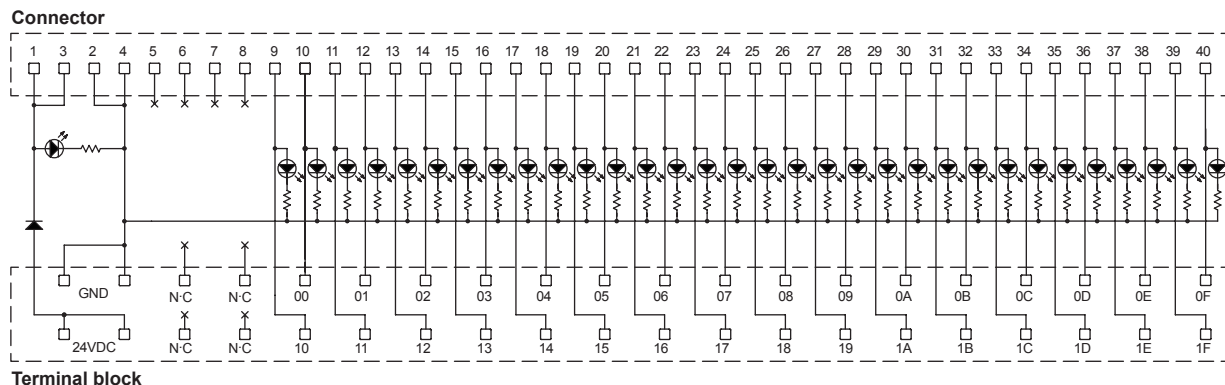 Connector
1 3 2 4 5 6 7 8 9 10 11 12 13 14 15 16 17 18 19 20 21 22 23 24 25 26 27 28 29 30 31 32 33 34 35 36 37 38 39 40
GND N·C N·C 00 01 02 03 04 05 06 07 08 09 0A 0B 0C 0D 0E 0F
24VDC N·C N·C 10 11 12 13 14 15 16 17 18 19 1A 1B 1C 1D 1E 1F
Terminal block